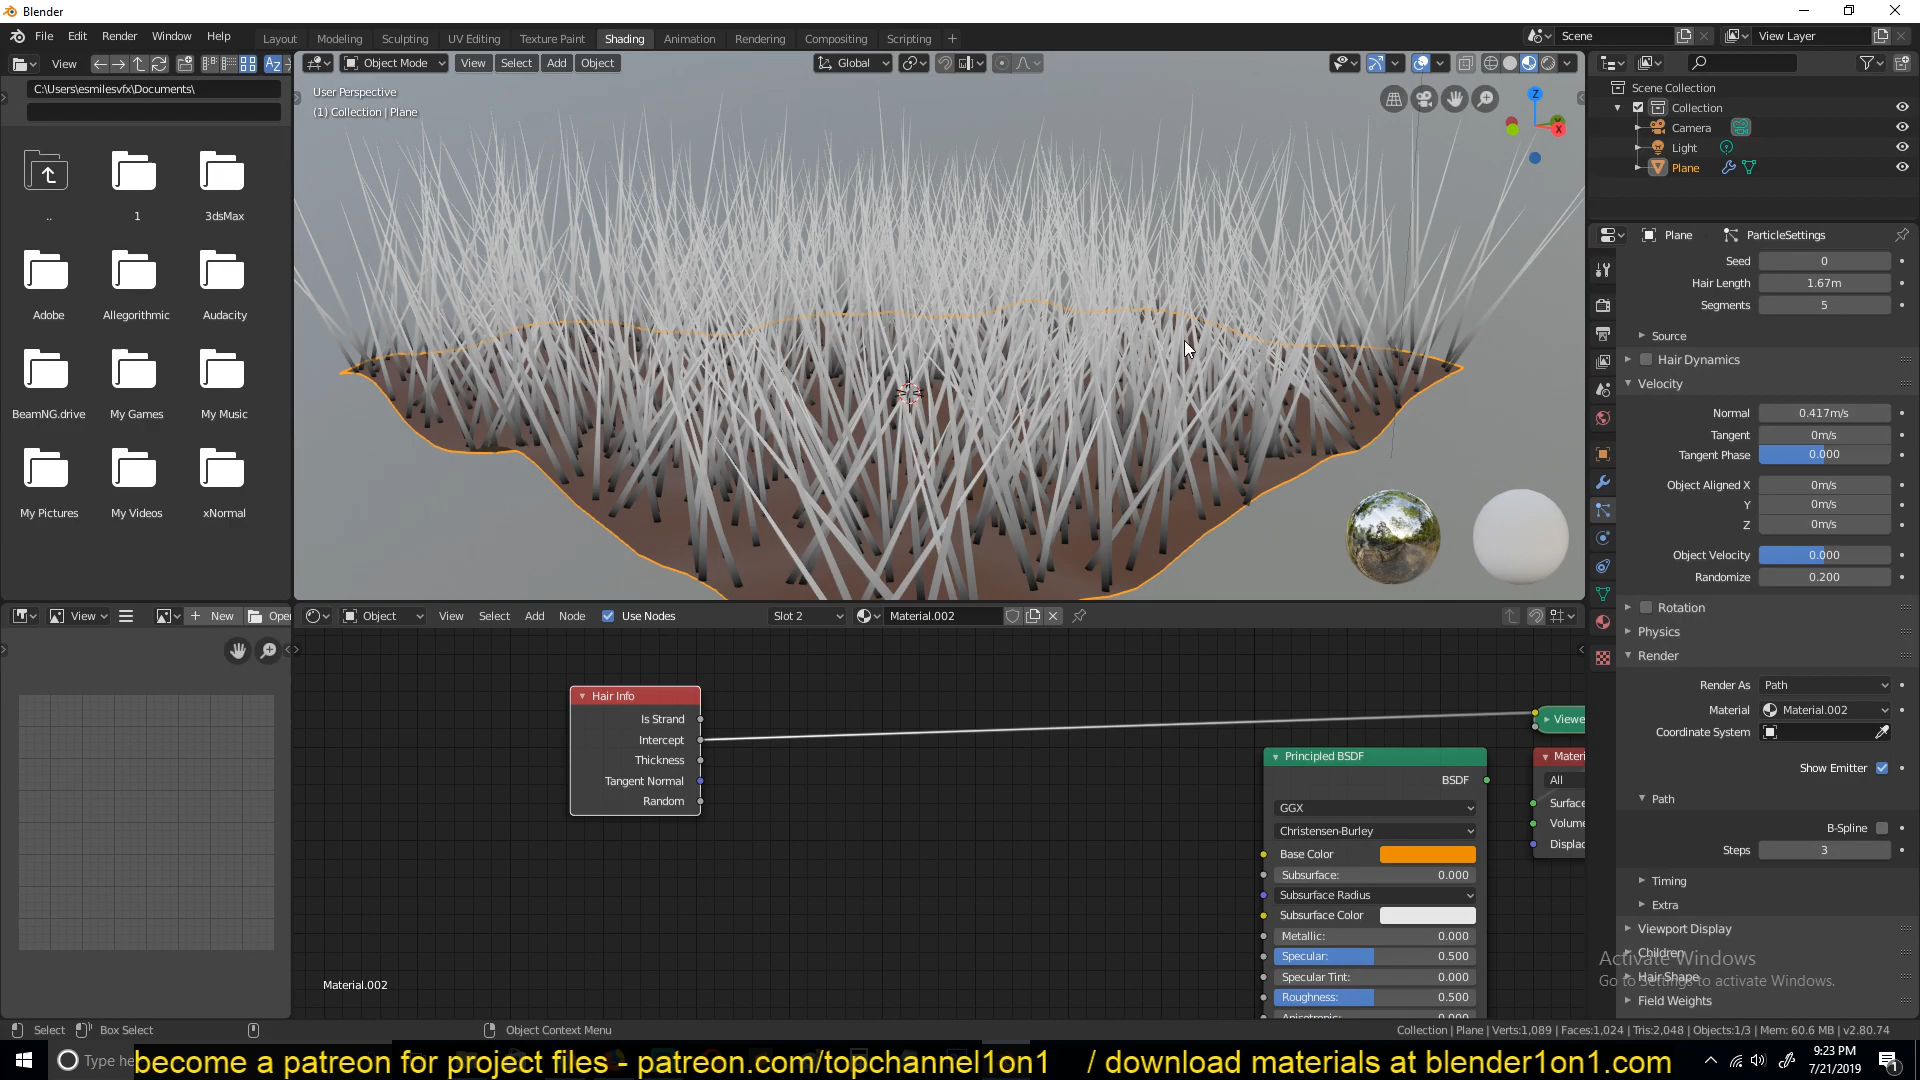 Blender
File Edit Render Window Help
Layout Modeling Sculpting UV Editing Texture Paint Shading Animation Rendering Compositing Scripting
Scene View Layer
View
Object Mode View Select Add Object Global
C:\Users\esmilesvfx\Documents\
.. 1 3dsMax
Adobe Allegorithmic Audacity
BeamNG.drive My Games My Music
My Pictures My Videos xNormal
User Perspective
(1) Collection | Plane
Z
X
Scene Collection
Collection
Camera
Light
Plane
Plane ParticleSettings
Seed 0
Hair Length 1.67m
Segments 5
Source
Hair Dynamics
Velocity
Normal 0.417m/s
Tangent 0m/s
Tangent Phase 0.000
Object Aligned X 0m/s
Y 0m/s
Z 0m/s
Object Velocity 0.000
Randomize 0.200
Rotation
Physics
Render
Render As Path
Material Material.002
Coordinate System
Show Emitter
Path
B-Spline
Steps 3
Timing
Extra
Viewport Display
Children
Hair Shape
Field Weights
Activate Windows
Go to Settings to activate Windows.
View New Open
Object View Select Add Node Use Nodes Slot 2 Material.002
Hair Info
Is Strand
Intercept
Thickness
Tangent Normal
Random
Viewe
Principled BSDF
BSDF
GGX
Christensen-Burley
Base Color
Subsurface: 0.000
Subsurface Radius
Subsurface Color
Metallic: 0.000
Specular: 0.500
Specular Tint: 0.000
Roughness: 0.500
Anisotropic: 0.000
Materi
All
Surface
Volume
Displac
Material.002
Select Box Select Object Context Menu
Collection | Plane | Verts:1,089 | Faces:1,024 | Tris:2,048 | Objects:1/3 | Mem: 60.6 MB | v2.80.74
Type he
become a patreon for project files - patreon.com/topchannel1on1 / download materials at blender1on1.com
9:23 PM
7/21/2019
1